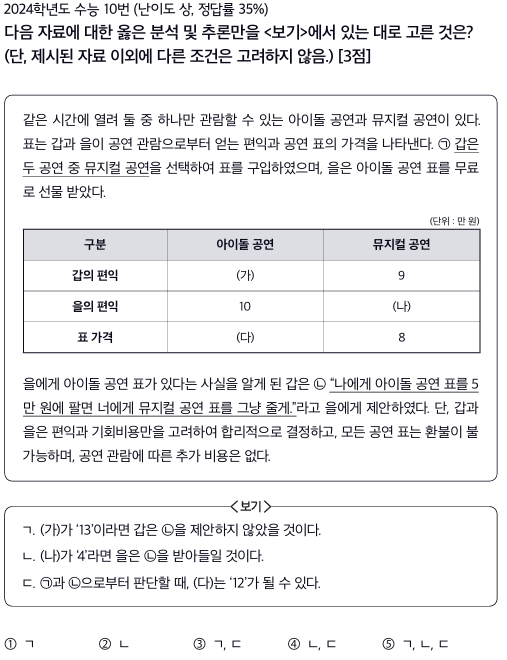 2024학년도 수능 10번 (난이도 상, 정답률 35%)
다음 자료에 대한 옳은 분석 및 추론만을 <보기>에서 있는 대로 고른 것은?
(단, 제시된 자료 이외에 다른 조건은 고려하지 않음.) [3점]
같은 시간에 열려 둘 중 하나만 관람할 수 있는 아이돌 공연과 뮤지컬 공연이 있다.
표는 갑과 을이 공연 관람으로부터 얻는 편익과 공연 표의 가격을 나타낸다. ㉠ 갑은
두 공연 중 뮤지컬 공연을 선택하여 표를 구입하였으며, 을은 아이돌 공연 표를 무료
로 선물 받았다.
(단위 : 만 원)
구분 아이돌 공연 뮤지컬 공연
갑의 편익 (가) 9
을의 편익 10 (나)
표 가격 (다) 8
을에게 아이돌 공연 표가 있다는 사실을 알게 된 갑은 ㉡ “나에게 아이돌 공연 표를 5
만 원에 팔면 너에게 뮤지컬 공연 표를 그냥 줄게.”라고 을에게 제안하였다. 단, 갑과
을은 편익과 기회비용만을 고려하여 합리적으로 결정하고, 모든 공연 표는 환불이 불
가능하며, 공연 관람에 따른 추가 비용은 없다.
<보기>
ㄱ. (가)가 ‘13’이라면 갑은 ㉡을 제안하지 않았을 것이다.
ㄴ. (나)가 ‘4’라면 을은 ㉡을 받아들일 것이다.
ㄷ. ㉠과 ㉡으로부터 판단할 때, (다)는 ‘12’가 될 수 있다.
① ㄱ ② ㄴ ③ ㄱ, ㄷ ④ ㄴ, ㄷ ⑤ ㄱ, ㄴ, ㄷ